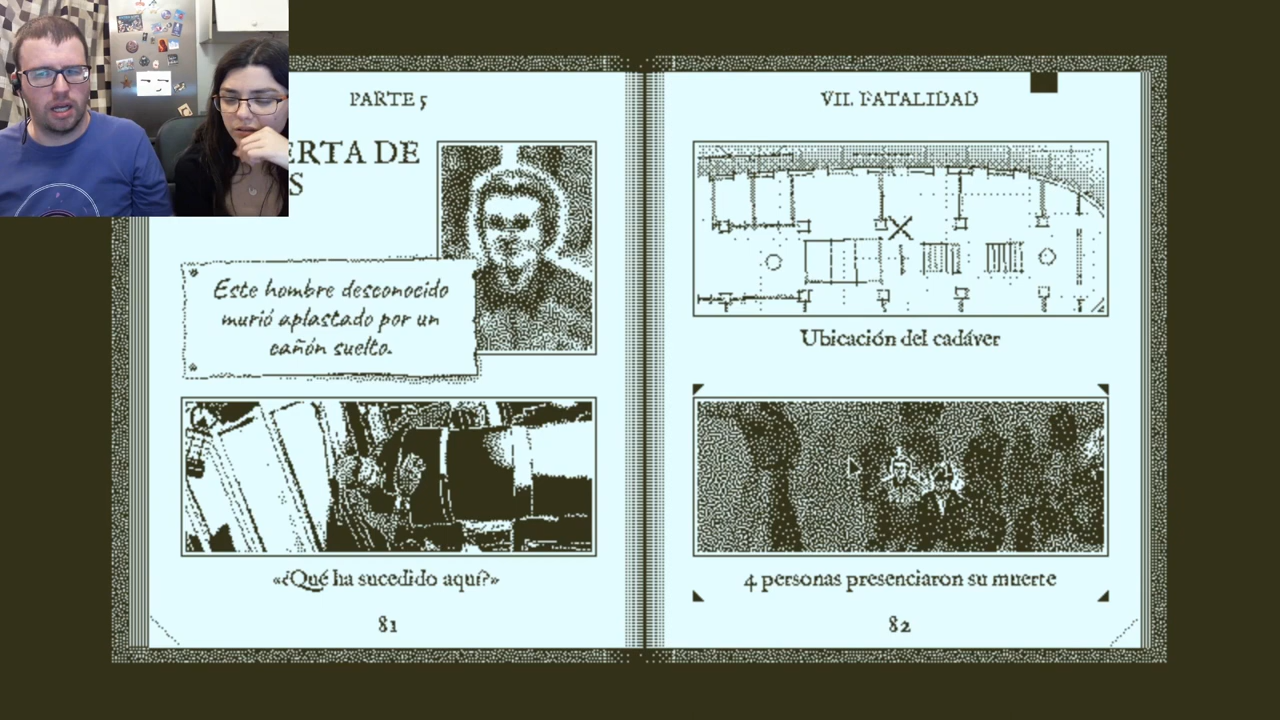 PARTE 5
ERTA DE
S
Este hombre desconocido
murió aplastado por un
cañón suelto.
«¿Qué ha sucedido aquí?»
81
VII. FATALIDAD
Ubicación del cadáver
4 personas presenciaron su muerte
82